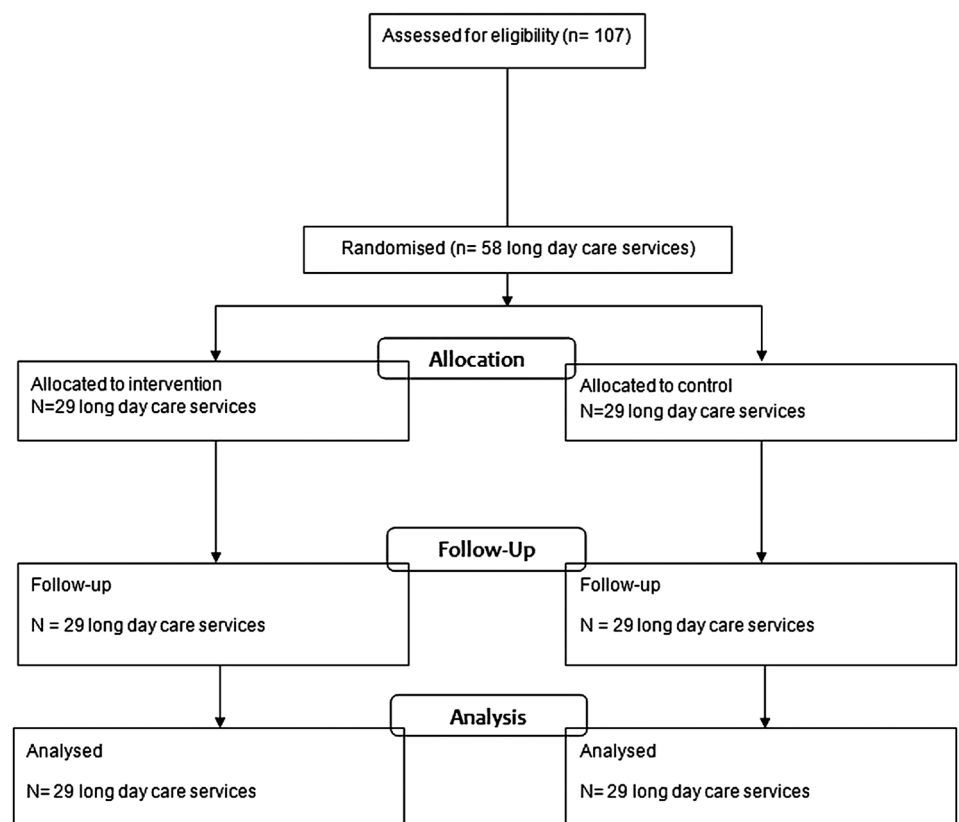 Assessed for eligibility (n= 107)
Randomised (n= 58 long day care services)
Allocation
Allocated to intervention
N=29 long day care services
Allocated to control
N=29 long day care services
Follow-Up
Follow-up
N = 29 long day care services
Follow-up
N = 29 long day care services
Analysis
Analysed
N= 29 long day care services
Analysed
N= 29 long day care services